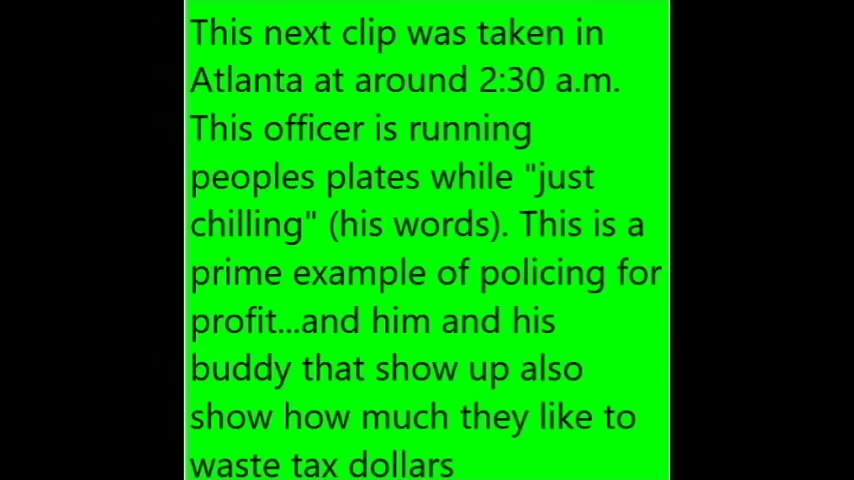 This next clip was taken in
Atlanta at around 2:30 a.m.
This officer is running
peoples plates while "just
chilling" (his words). This is a
prime example of policing for
profit...and him and his
buddy that show up also
show how much they like to
waste tax dollars